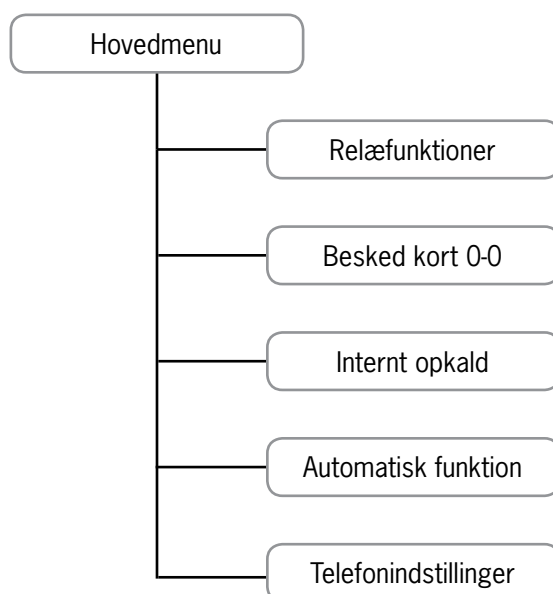 Hovedmenu
Relæfunktioner
Besked kort 0-0
Internt opkald
Automatisk funktion
Telefonindstillinger